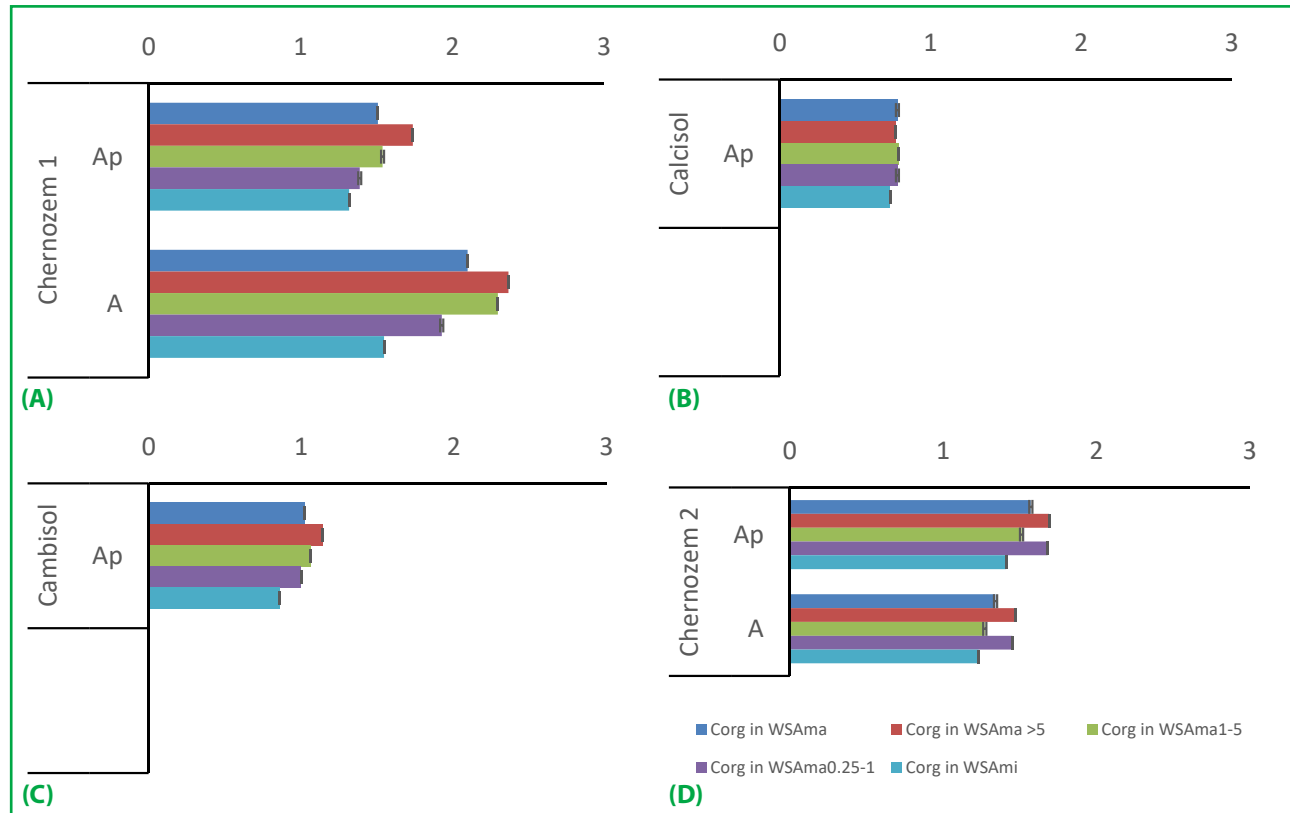 0 1 2 3
Chernozem 1
Ap
A
(A)
0 1 2 3
Calcisol
Ap
(B)
0 1 2 3
Cambisol
Ap
(C)
0 1 2 3
Chernozem 2
Ap
A
Corg in WSAma Corg in WSAma >5 Corg in WSAma1-5
Corg in WSAma0.25-1 Corg in WSAmi
(D)